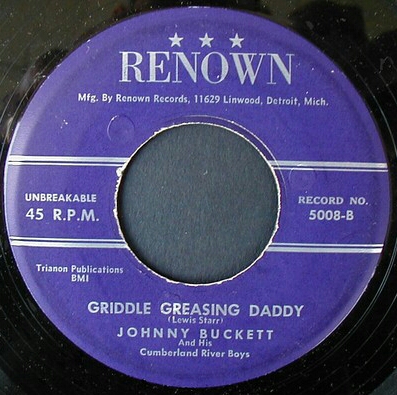 ★ ★ ★
RENOWN
Mfg. By Renown Records, 11629 Linwood, Detroit, Mich.
UNBREAKABLE
45 R.P.M.
RECORD NO.
5008-B
Trianon Publications
BMI
GRIDDLE GREASING DADDY
(Lewis Starr)
JOHNNY BUCKETT
And His
Cumberland River Boys